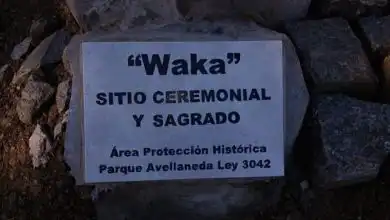 “Waka”
SITIO CEREMONIAL
Y SAGRADO
Área Protección Histórica
Parque Avellaneda Ley 3042